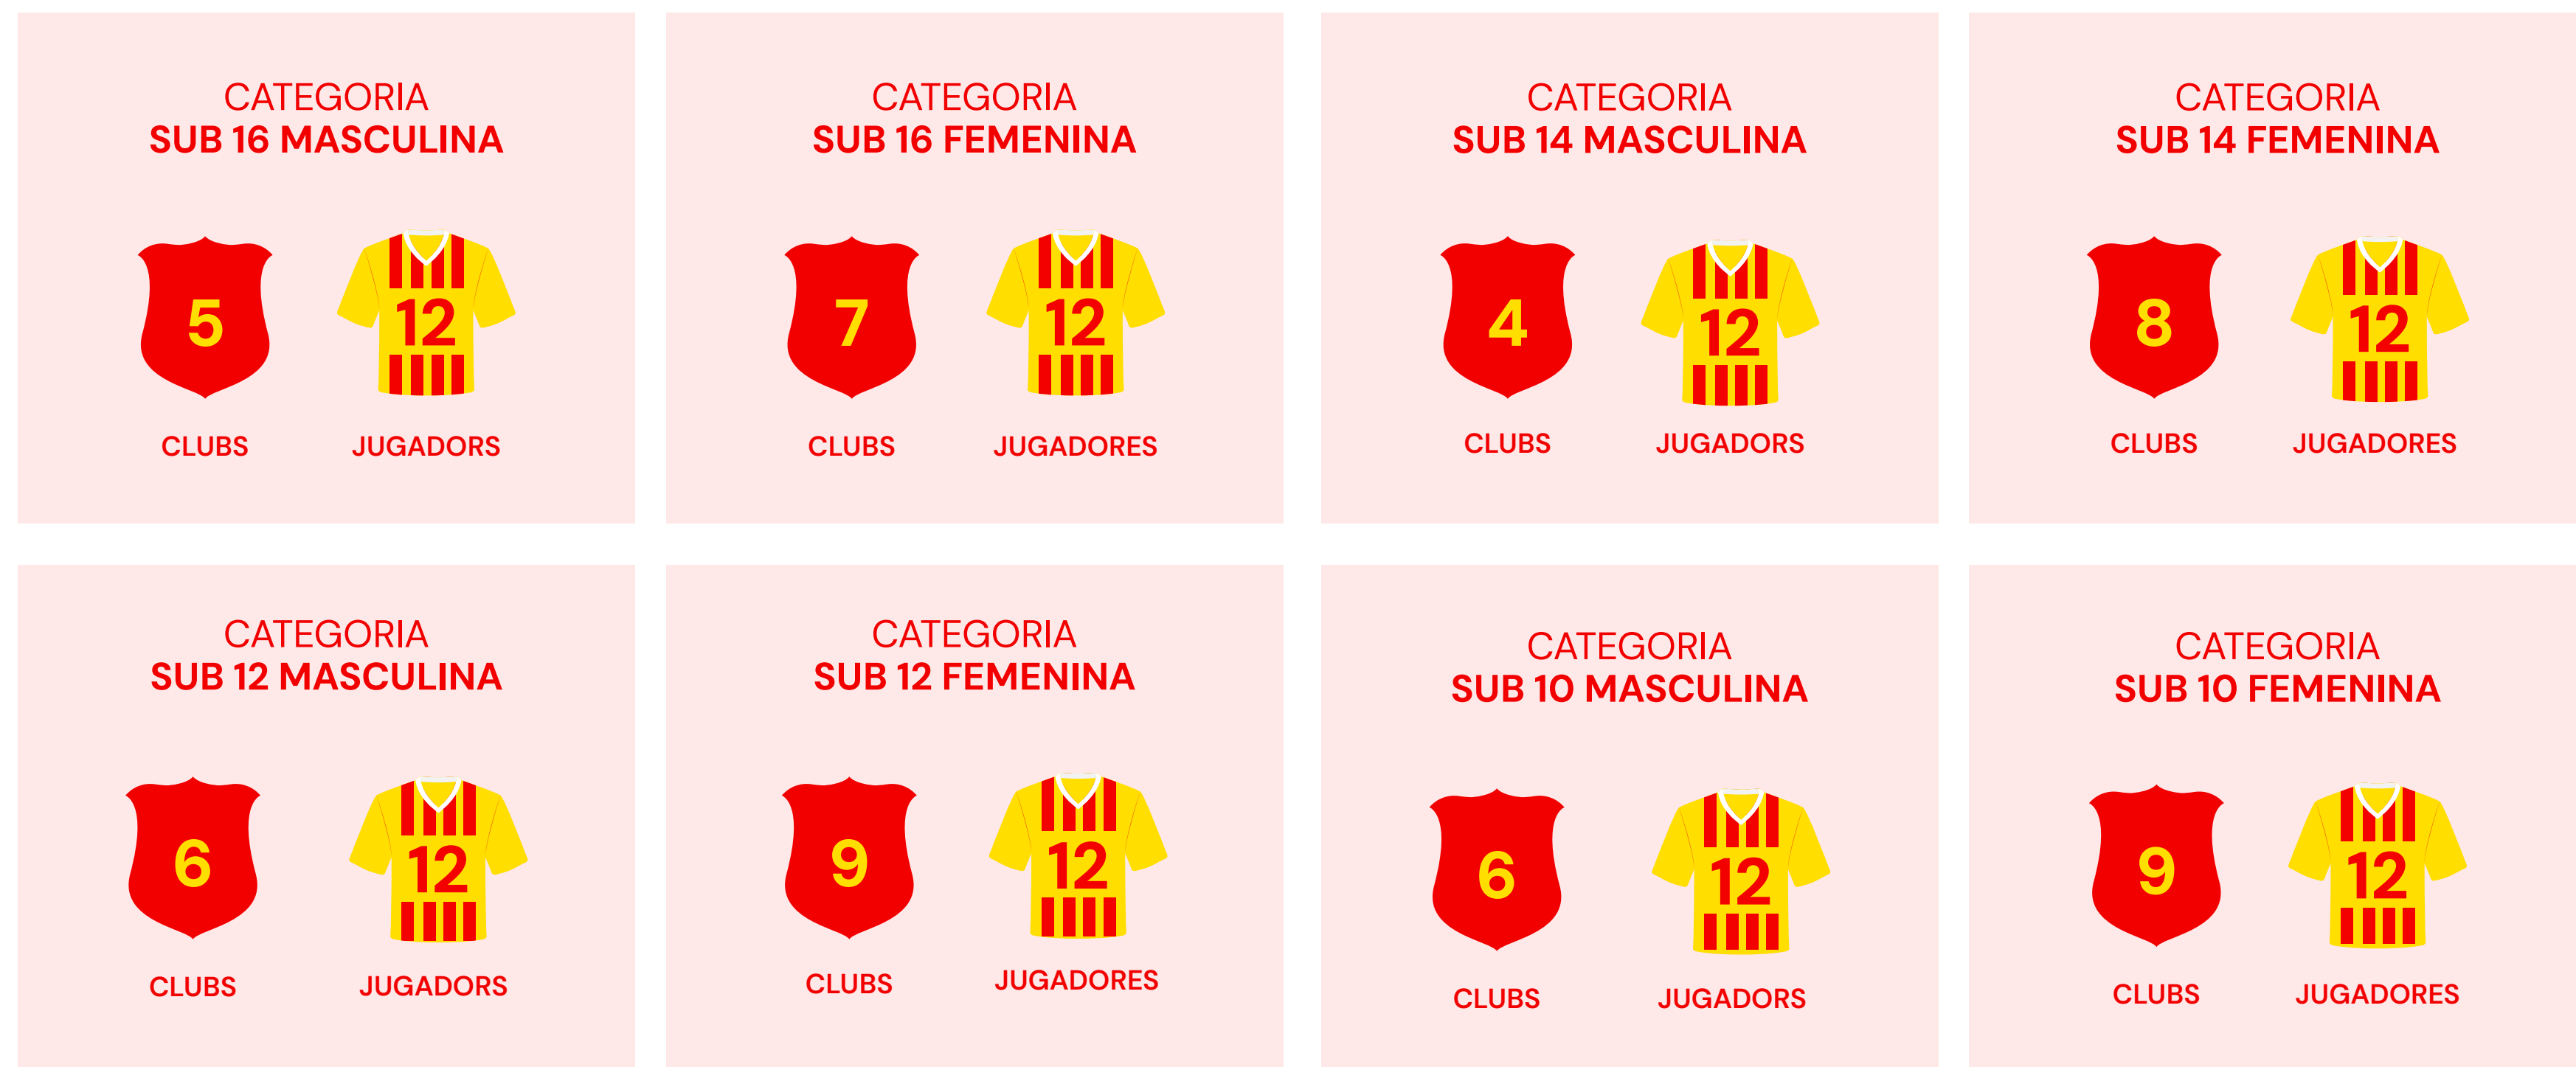 CATEGORIA
SUB 16 MASCULINA
5
12
CLUBS
JUGADORS
CATEGORIA
SUB 16 FEMENINA
7
12
CLUBS
JUGADORES
CATEGORIA
SUB 14 MASCULINA
4
12
CLUBS
JUGADORS
CATEGORIA
SUB 14 FEMENINA
8
12
CLUBS
JUGADORES
CATEGORIA
SUB 12 MASCULINA
6
12
CLUBS
JUGADORS
CATEGORIA
SUB 12 FEMENINA
9
12
CLUBS
JUGADORES
CATEGORIA
SUB 10 MASCULINA
6
12
CLUBS
JUGADORS
CATEGORIA
SUB 10 FEMENINA
9
12
CLUBS
JUGADORES